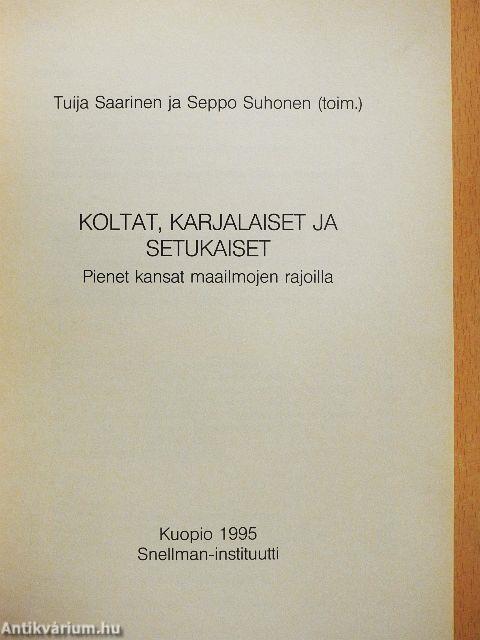 Tuija Saarinen ja Seppo Suhonen (toim.)
KOLTAT, KARJALAISET JA
SETUKAISET
Pienet kansat maailmojen rajoilla
Kuopio 1995
Snellman-instituutti
Antikvárium.hu